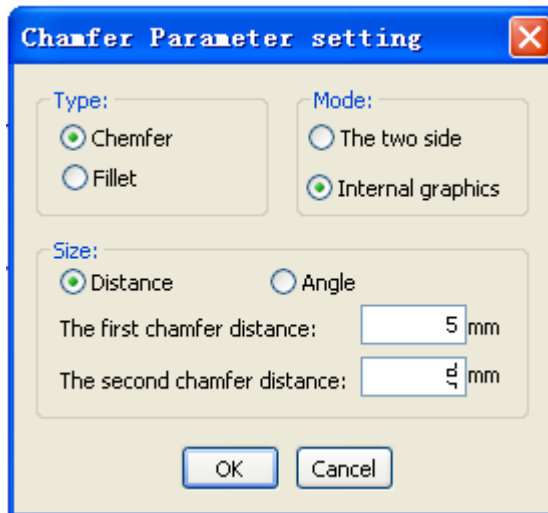 Chamfer Parameter setting
Type:
Mode:
Chemfer
The two side
Fillet
Internal graphics
Size:
Distance
Angle
The first chamfer distance:
5 mm
The second chamfer distance:
mm
OK
Cancel